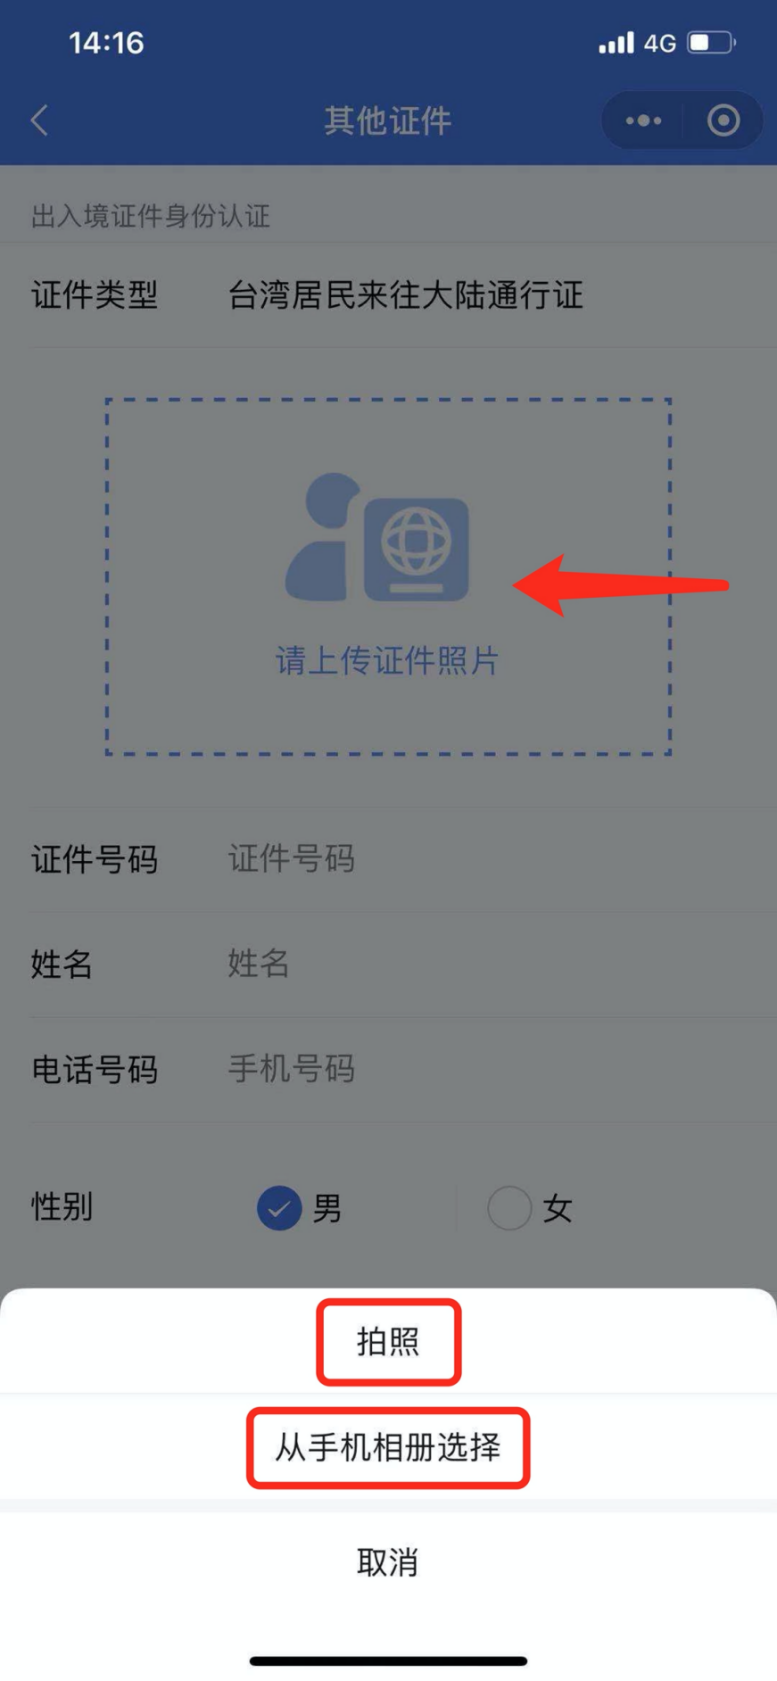 14:16 4G
其他证件
出入境证件身份认证
证件类型 台湾居民来往大陆通行证
请上传证件照片
证件号码 证件号码
姓名 姓名
电话号码 手机号码
性别 男 女
拍照
从手机相册选择
取消